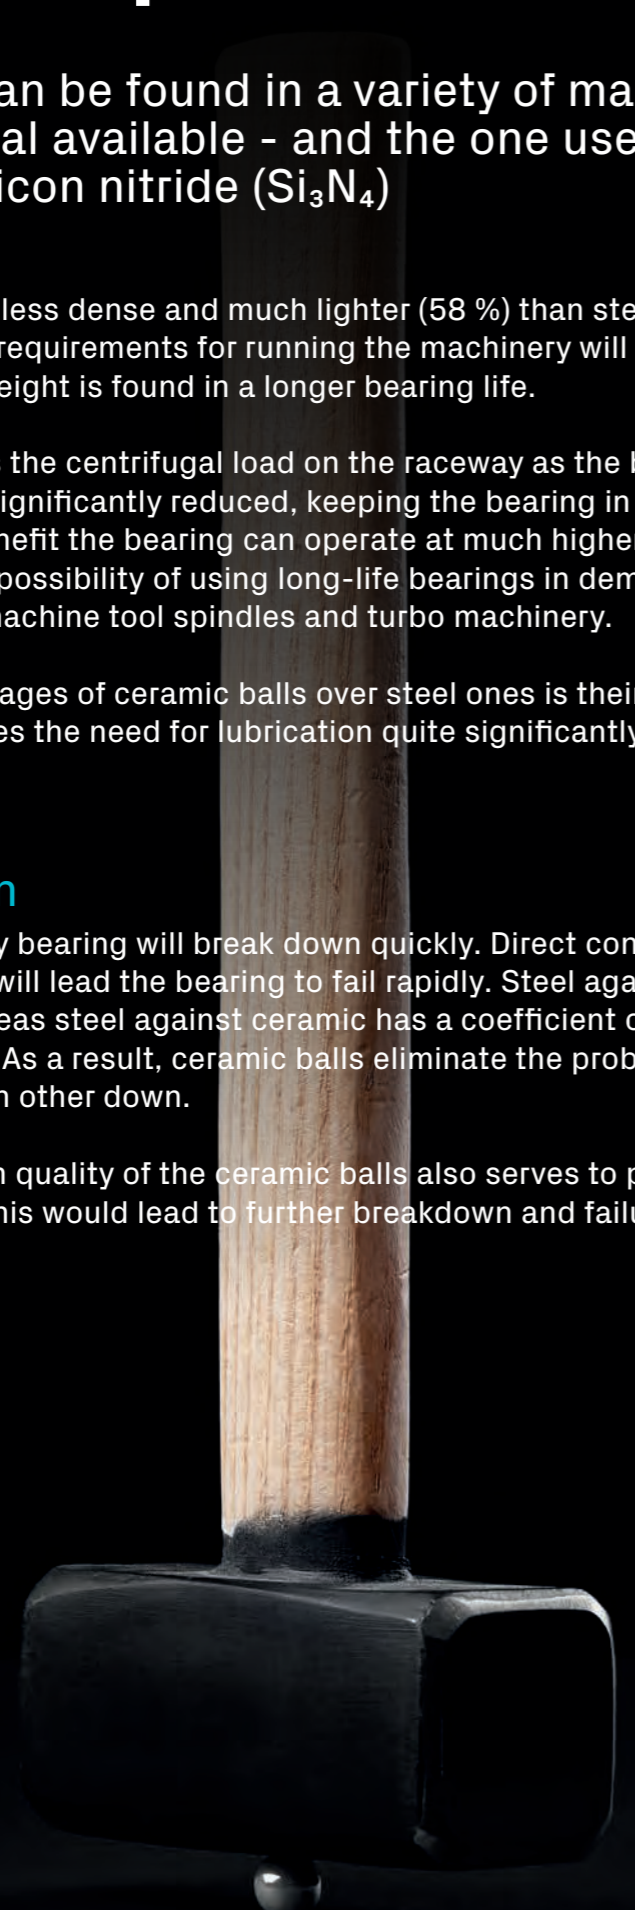 an be found in a variety of ma
al available - and the one use
icon nitride (Si₃N₄)
less dense and much lighter (58 %) than ste
requirements for running the machinery will
eight is found in a longer bearing life.
the centrifugal load on the raceway as the
ignificantly reduced, keeping the bearing in
nefit the bearing can operate at much higher
possibility of using long-life bearings in dem
achine tool spindles and turbo machinery.
ages of ceramic balls over steel ones is their
es the need for lubrication quite significantly
n
y bearing will break down quickly. Direct con
will lead the bearing to fail rapidly. Steel aga
eas steel against ceramic has a coefficient
As a result, ceramic balls eliminate the prob
n other down.
n quality of the ceramic balls also serves to p
his would lead to further breakdown and failu